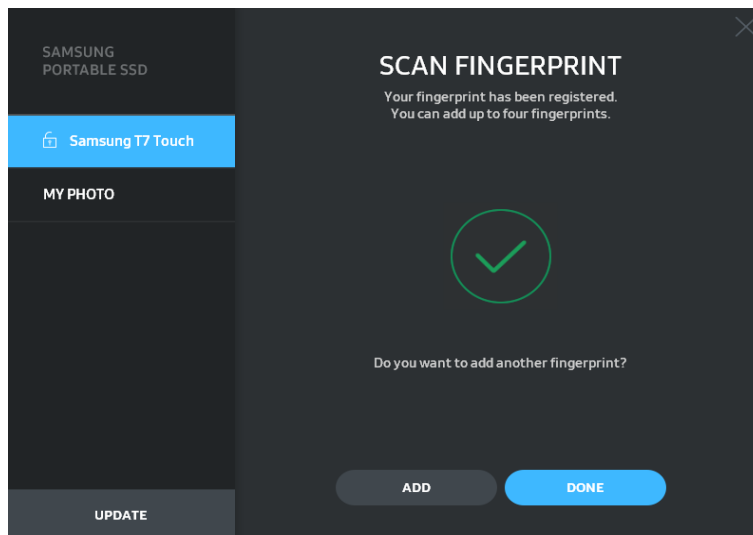 SAMSUNG
PORTABLE SSD
Samsung T7 Touch
MY PHOTO
UPDATE
SCAN FINGERPRINT
Your fingerprint has been registered.
You can add up to four fingerprints.
Do you want to add another fingerprint?
ADD
DONE